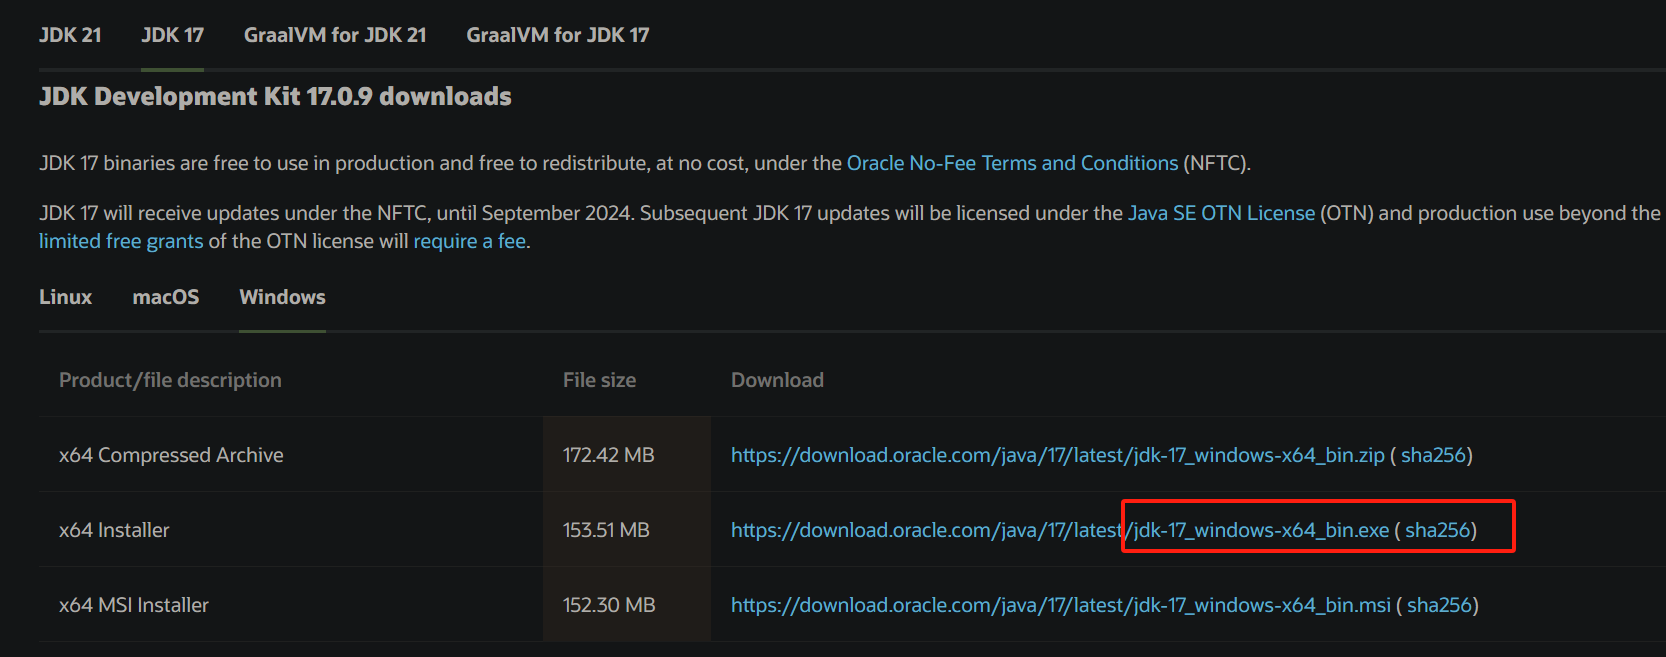 JDK 21 JDK 17 GraalVM for JDK 21 GraalVM for JDK 17
JDK Development Kit 17.0.9 downloads
JDK 17 binaries are free to use in production and free to redistribute, at no cost, under the Oracle No-Fee Terms and Conditions (NFTC).
JDK 17 will receive updates under the NFTC, until September 2024. Subsequent JDK 17 updates will be licensed under the Java SE OTN License (OTN) and production use beyond the
limited free grants of the OTN license will require a fee.
Linux macOS Windows
Product/file description File size Download
x64 Compressed Archive 172.42 MB https://download.oracle.com/java/17/latest/jdk-17_windows-x64_bin.zip ( sha256)
x64 Installer 153.51 MB https://download.oracle.com/java/17/latest/jdk-17_windows-x64_bin.exe ( sha256)
x64 MSI Installer 152.30 MB https://download.oracle.com/java/17/latest/jdk-17_windows-x64_bin.msi ( sha256)